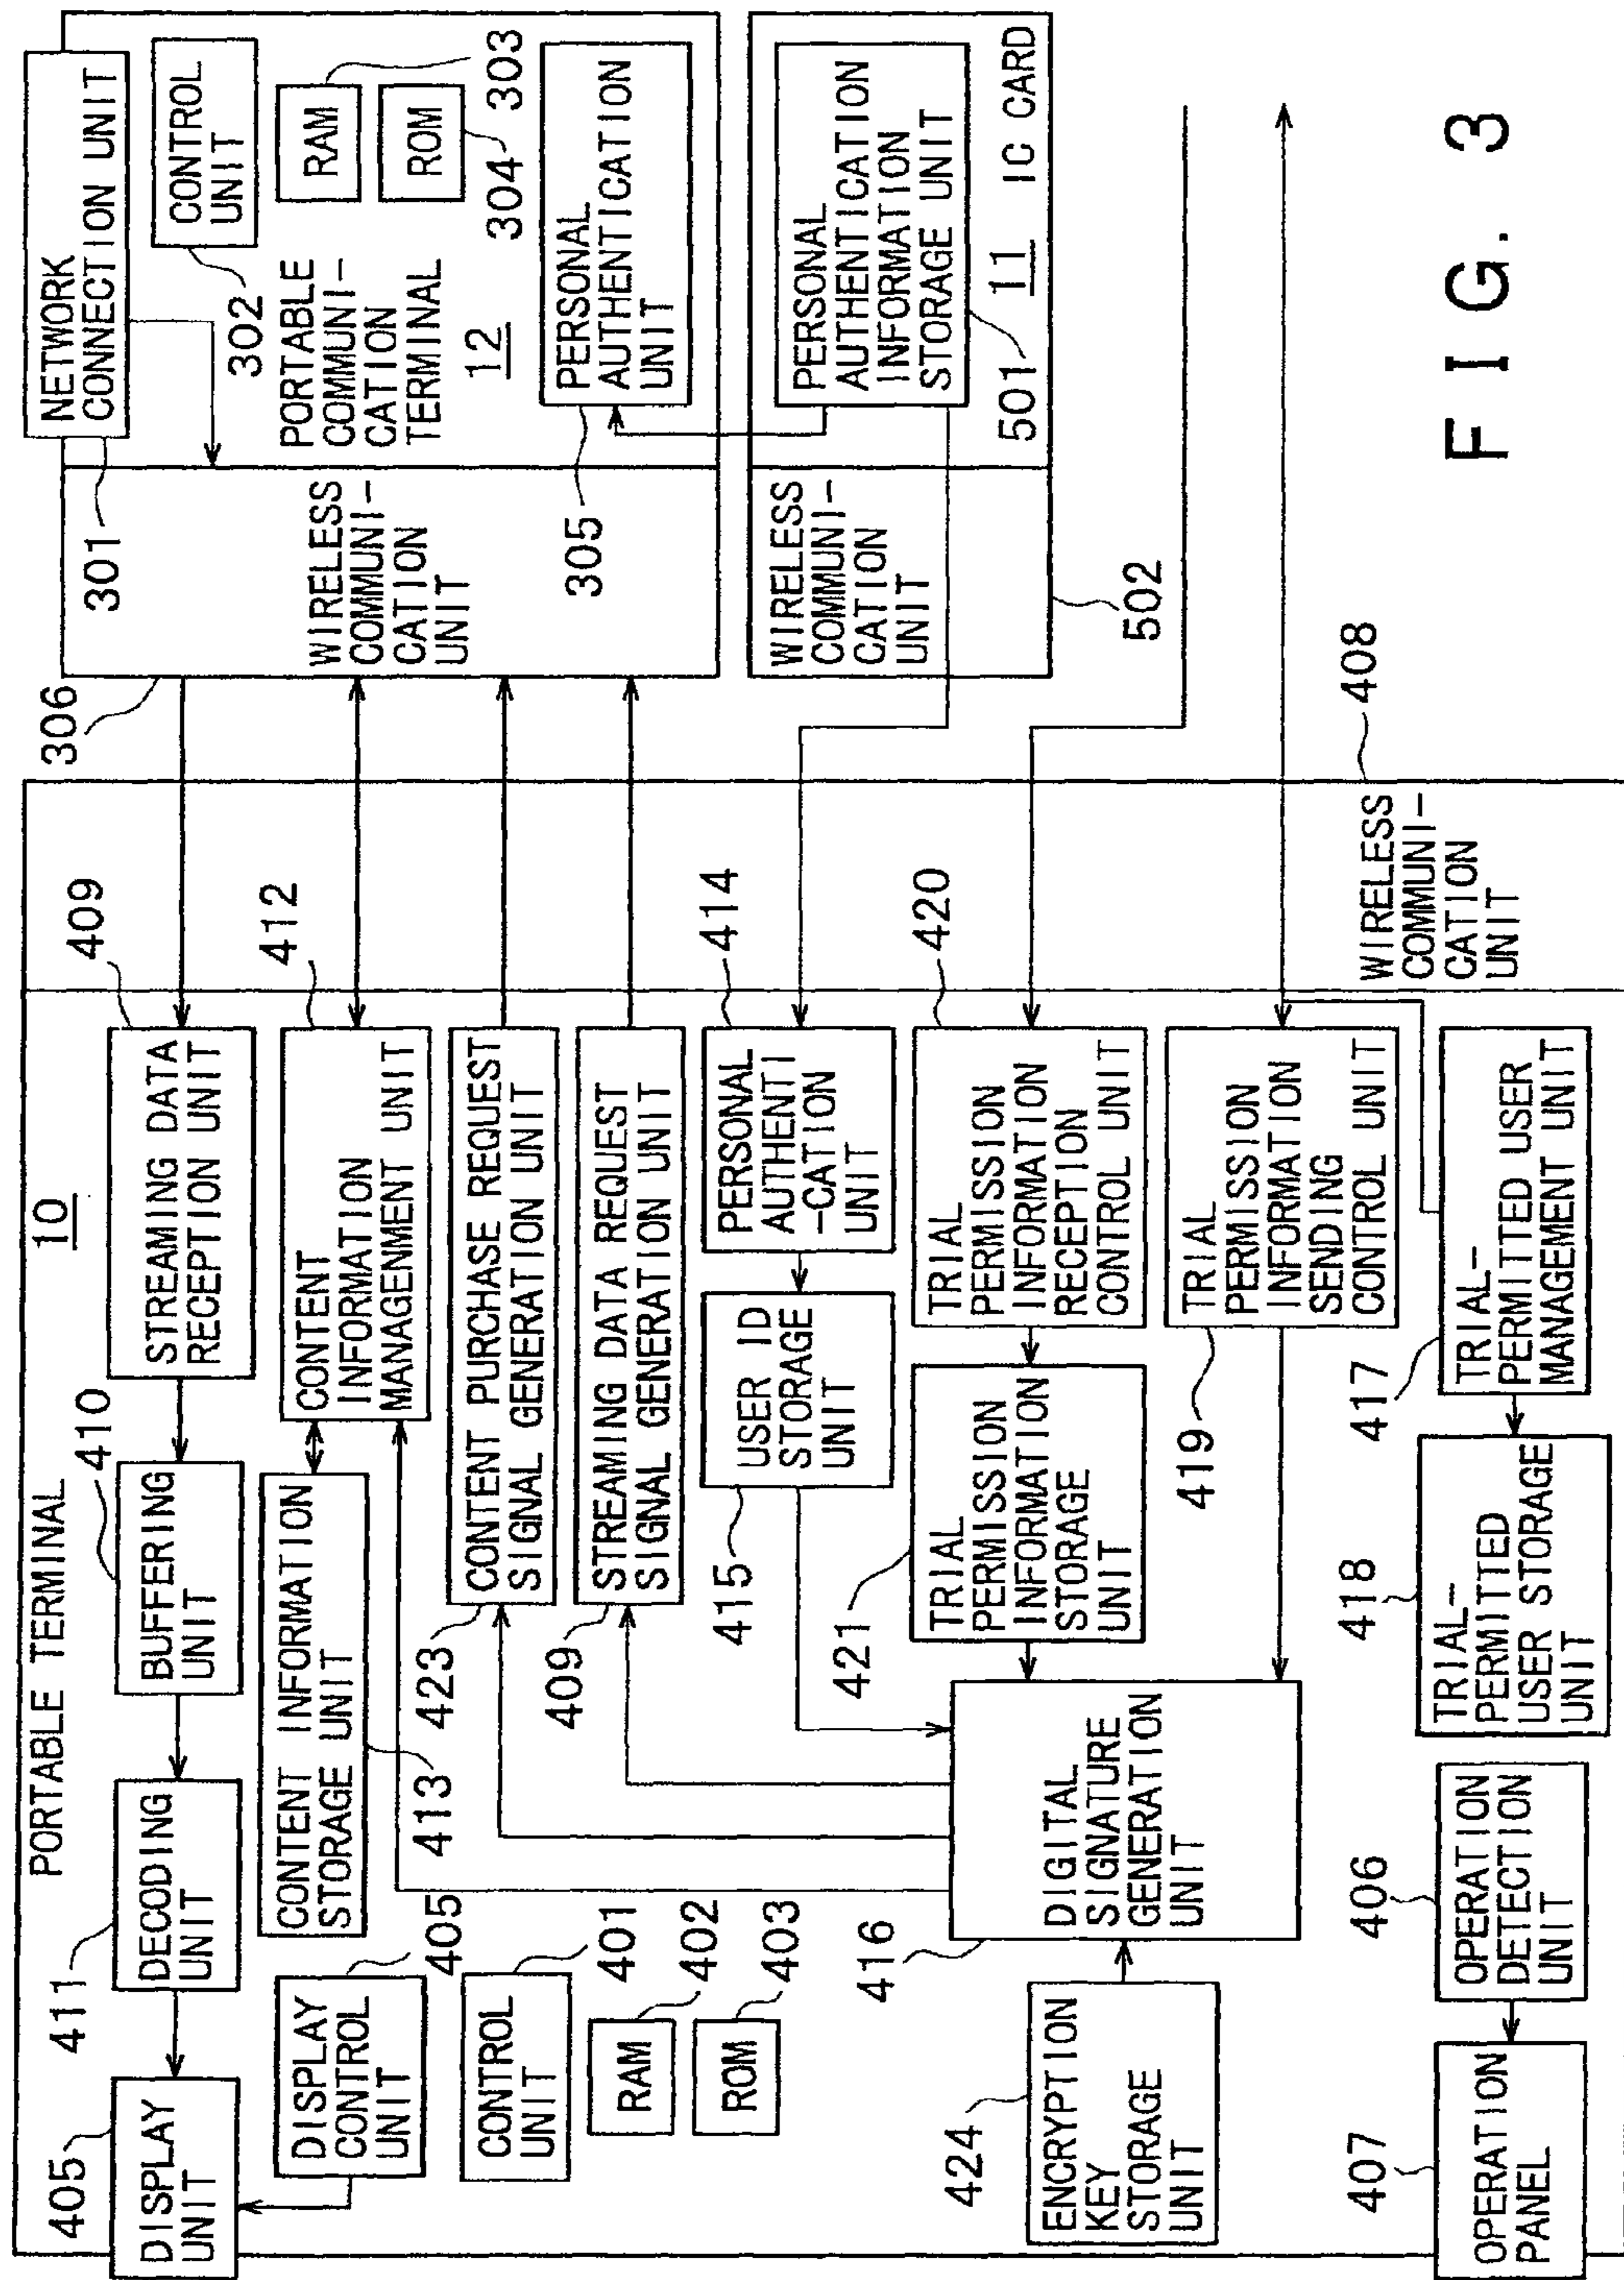 PORTABLE TERMINAL
10
405
DISPLAY
UNIT
411
DECODING
UNIT
410
BUFFERING
UNIT
409
STREAMING DATA
RECEPTION UNIT
DISPLAY
CONTROL
UNIT
405
CONTENT INFORMATION
STORAGE UNIT
413
412
CONTENT
INFORMATION
MANAGENMENT UNIT
CONTROL
UNIT
401
RAM
402
ROM
403
423
CONTENT PURCHASE REQUEST
SIGNAL GENERATION UNIT
409
STREAMING DATA REQUEST
SIGNAL GENERATION UNIT
414
PERSONAL
AUTHENTI
-CATION
UNIT
415
USER ID
STORAGE
UNIT
420
TRIAL
PERMISSION
INFORMATION
RECEPTION
CONTROL UNIT
421
TRIAL
PERMISSION
INFORMATION
STORAGE
UNIT
424
ENCRYPTION
KEY
STORAGE
UNIT
416
DIGITAL
SIGNATURE
GENERATION
UNIT
419
TRIAL
PERMISSION
INFORMATION
SENDING
CONTROL UNIT
407
OPERATION
PANEL
406
OPERATION
DETECTION
UNIT
418
TRIAL-
PERMITTED
USER STORAGE
UNIT
417
TRIAL-
PERMITTED USER
MANAGEMENT UNIT
WIRELESS
COMMUNI-
CATION
UNIT
408
306
WIRELESS
COMMUNI-
CATION
UNIT
301
NETWORK
CONNECTION UNIT
302
CONTROL
UNIT
PORTABLE
COMMUNI-
CATION
TERMINAL
12
RAM
303
ROM
304
305
PERSONAL
AUTHENTICATION
UNIT
WIRELESS
COMMUNI-
CATION
UNIT
502
PERSONAL
AUTHENTICATION
INFORMATION
STORAGE UNIT
501
11 IC CARD
FIG. 3